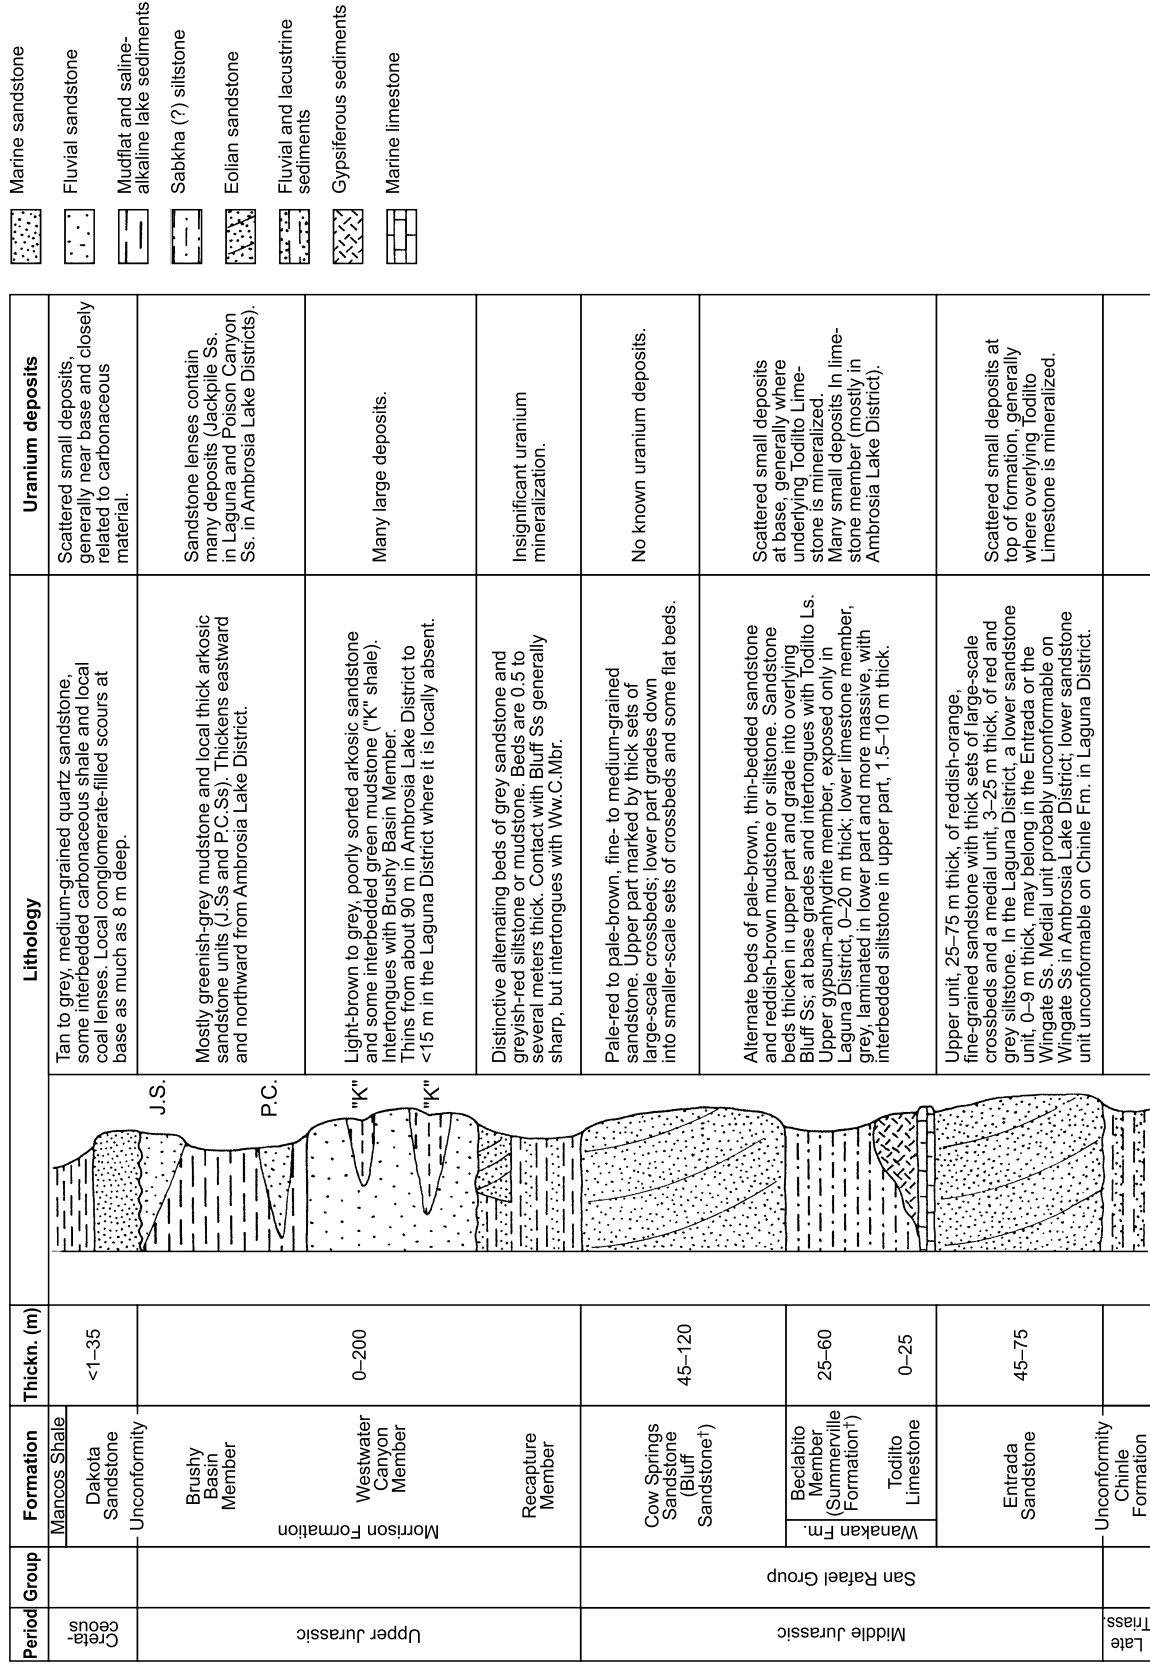 Period
Group
Formation
Thickn. (m)
Lithology
Uranium deposits
Creta-
ceous
Mancos Shale
Dakota
Sandstone
<1–35
Tan to grey, medium-grained quartz sandstone,
some interbedded carbonaceous shale and local
coal lenses. Local conglomerate-filled scours at
base as much as 8 m deep.
Scattered small deposits,
generally near base and closely
related to carbonaceous
material.
Unconformity
Upper Jurassic
Morrison Formation
Brushy
Basin
Member
J.S.
P.C.
Mostly greenish-grey mudstone and local thick arkosic
sandstone units (J.Ss and P.C.Ss). Thickens eastward
and northward from Ambrosia Lake District.
Sandstone lenses contain
many deposits (Jackpile Ss.
in Laguna and Poison Canyon
Ss. in Ambrosia Lake Districts).
Westwater
Canyon
Member
0–200
"K"
"K"
Light-brown to grey, poorly sorted arkosic sandstone
and some interbedded green mudstone ("K" shale).
Intertongues with Brushy Basin Member.
Thins from about 90 m in Ambrosia Lake District to
<15 m in the Laguna District where it is locally absent.
Many large deposits.
Recapture
Member
Distinctive alternating beds of grey sandstone and
greyish-red siltstone or mudstone. Beds are 0.5 to
several meters thick. Contact with Bluff Ss generally
sharp, but intertongues with Ww.C.Mbr.
Insignificant uranium
mineralization.
Middle Jurassic
San Rafael Group
Cow Springs
Sandstone
(Bluff
Sandstone†)
45–120
Pale-red to pale-brown, fine- to medium-grained
sandstone. Upper part marked by thick sets of
large-scale crossbeds; lower part grades down
into smaller-scale sets of crossbeds and some flat beds.
No known uranium deposits.
Wanakan Fm.
Beclabito
Member
(Summerville
Formation†)
25–60
Todilto
Limestone
0–25
Alternate beds of pale-brown, thin-bedded sandstone
and reddish-brown mudstone or siltstone. Sandstone
beds thicken in upper part and grade into overlying
Bluff Ss; at base grades and intertongues with Todilto Ls.
Upper gypsum-anhydrite member, exposed only in
Laguna District, 0–20 m thick; lower limestone member,
grey, laminated in lower part and more massive, with
interbedded siltstone in upper part, 1.5–10 m thick.
Scattered small deposits
at base, generally where
underlying Todilto Lime-
stone is mineralized.
Many small deposits In lime-
stone member (mostly in
Ambrosia Lake District).
Entrada
Sandstone
45–75
Upper unit, 25–75 m thick, of reddish-orange,
fine-grained sandstone with thick sets of large-scale
crossbeds and a medial unit, 3–25 m thick, of red and
grey siltstone. In the Laguna District, a lower sandstone
unit, 0–9 m thick, may belong in the Entrada or the
Wingate Ss. Medial unit probably unconformable on
Wingate Ss in Ambrosia Lake District; lower sandstone
unit unconformable on Chinle Fm. in Laguna District.
Scattered small deposits at
top of formation, generally
where overlying Todilto
Limestone is mineralized.
Unconformity
Late
Triass.
Chinle
Formation
Marine sandstone
Fluvial sandstone
Mudflat and saline-
alkaline lake sediments
Sabkha (?) siltstone
Eolian sandstone
Fluvial and lacustrine
sediments
Gypsiferous sediments
Marine limestone